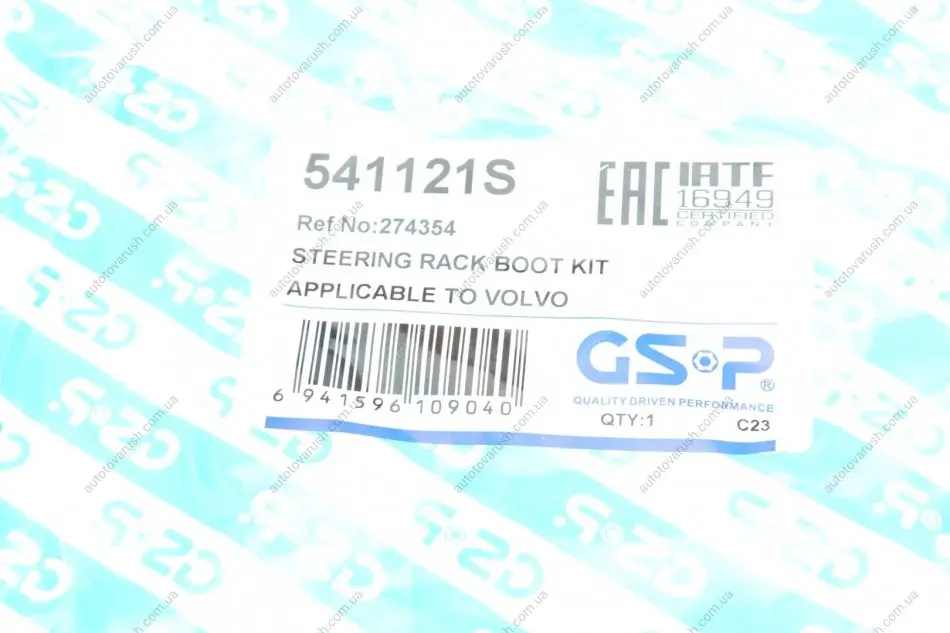 541121S
EAC
IATF
16949
CERTIFIED
COMPANY
Ref No:274354
STEERING RACK BOOT KIT
APPLICABLE TO VOLVO
6 941596 109040
GS·P®
QUALITY DRIVEN PERFORMANCE
QTY:1
C23
autotovarush.com.ua